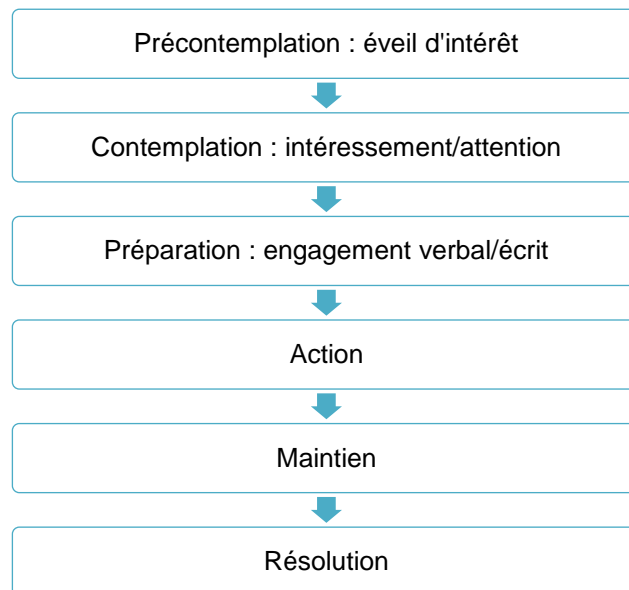 Précontemplation : éveil d'intérêt
Contemplation : intéressement/attention
Préparation : engagement verbal/écrit
Action
Maintien
Résolution